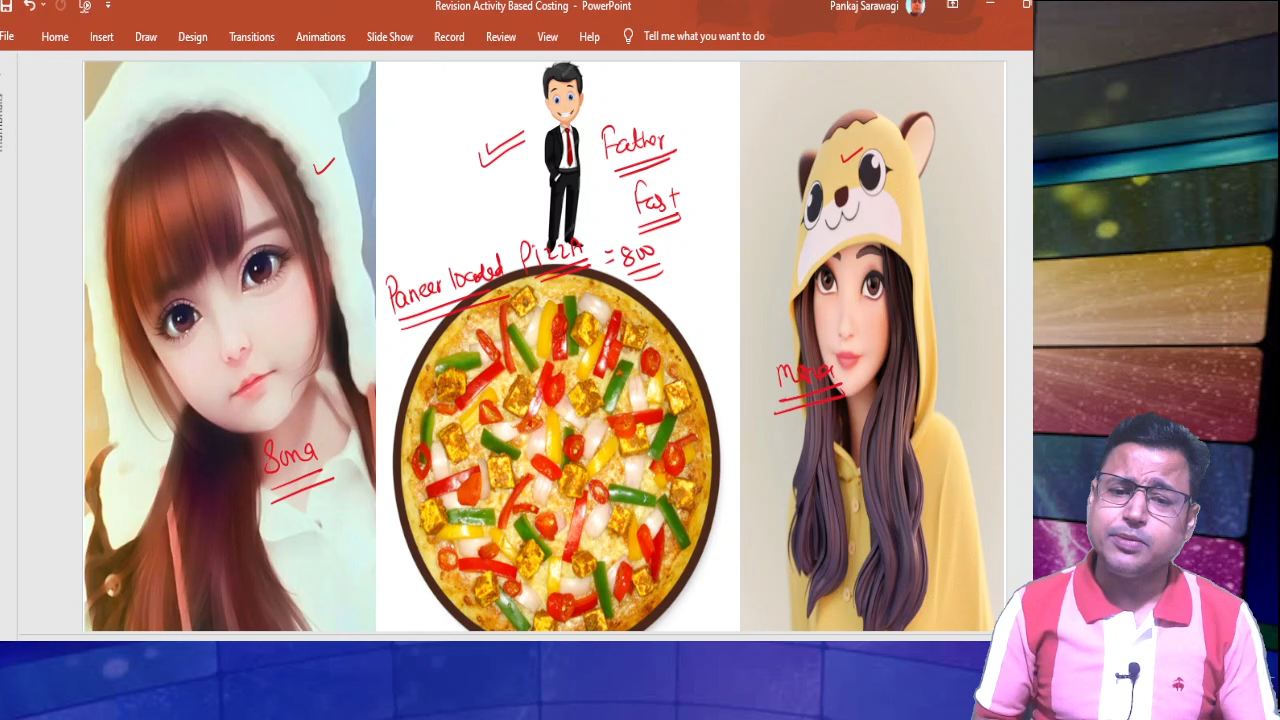 Revision Activity Based Costing - PowerPoint
Pankaj Sarawagi
File Home Insert Draw Design Transitions Animations Slide Show Record Review View Help Tell me what you want to do
Father
Fast
Paneer loaded PizzA = 800
Mona
Sona